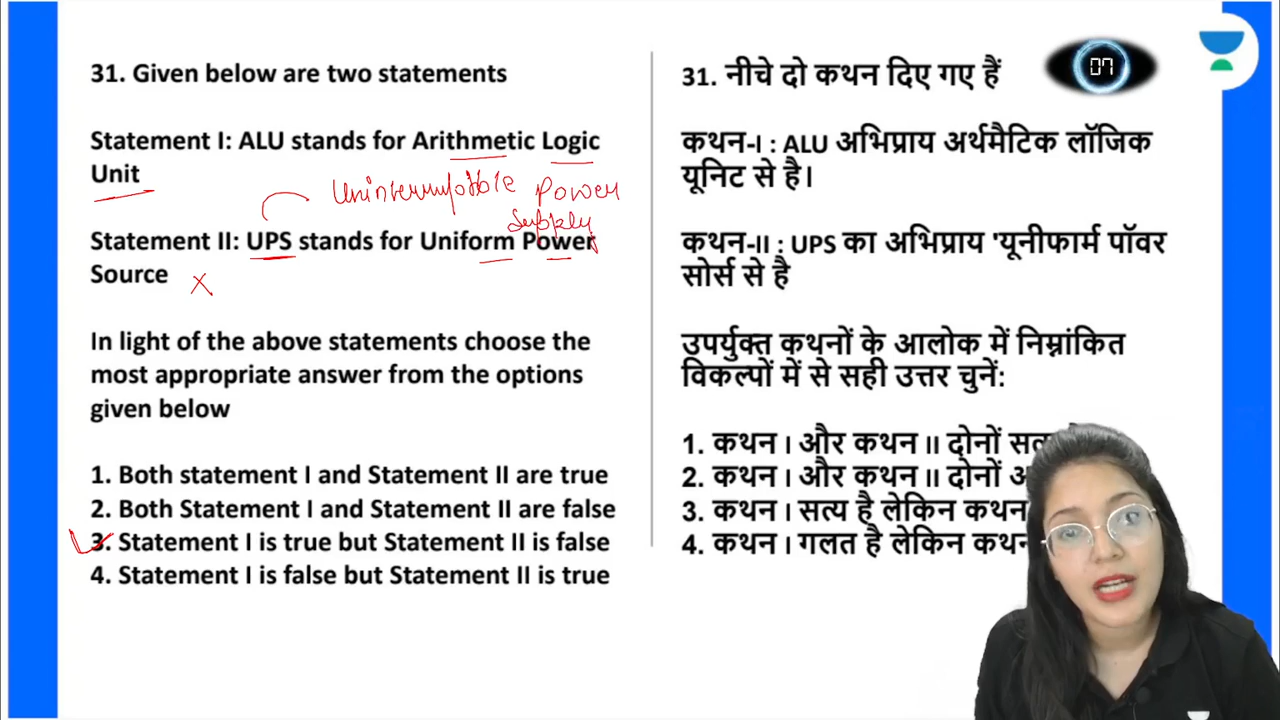 31. Given below are two statements
Statement I: ALU stands for Arithmetic Logic
Unit
Uninterruptible Power
Supply
Statement II: UPS stands for Uniform Power
Source
In light of the above statements choose the
most appropriate answer from the options
given below
1. Both statement I and Statement II are true
2. Both Statement I and Statement II are false
3. Statement I is true but Statement II is false
4. Statement I is false but Statement II is true
31. नीचे दो कथन दिए गए हैं
07
कथन-I : ALU अभिप्राय अर्थमैटिक लॉजिक
यूनिट से है।
कथन-II : UPS का अभिप्राय 'यूनीफार्म पॉवर
सोर्स से है
उपर्युक्त कथनों के आलोक में निम्नांकित
विकल्पों में से सही उत्तर चुनें:
1. कथन I और कथन II दोनों
2. कथन I और कथन II दोनों
3. कथन I सत्य है लेकिन कथन
4. कथन I गलत है लेकिन कथन